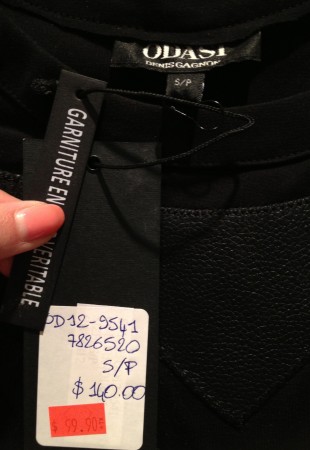 ODASI
DENIS GAGNON
S/P
GARNITURE EN VERITABLE
OD12-9541
7826520
S/P
$ 140.00
$ 99.90